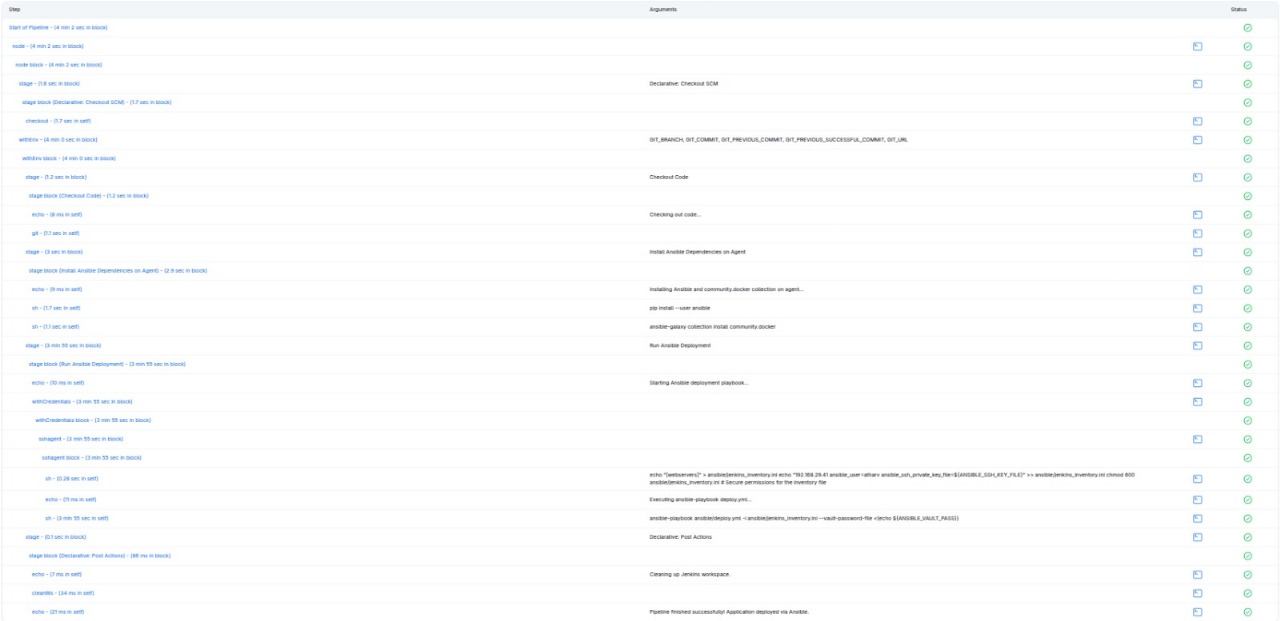 Step Arguments Status
Start of Pipeline - (4 min 2 sec in block)
node - (4 min 2 sec in block)
node block - (4 min 2 sec in block)
stage - (1.8 sec in block) Declarative: Checkout SCM
stage block (Declarative: Checkout SCM) - (1.7 sec in block)
checkout - (1.7 sec in self)
withEnv - (4 min 0 sec in block) GIT_BRANCH, GIT_COMMIT, GIT_PREVIOUS_COMMIT, GIT_PREVIOUS_SUCCESSFUL_COMMIT, GIT_URL
withEnv block - (4 min 0 sec in block)
stage - (1.2 sec in block) Checkout Code
stage block (Checkout Code) - (1.2 sec in block)
echo - (8 ms in self) Checking out code...
git - (1.1 sec in self)
stage - (3 sec in block) Install Ansible Dependencies on Agent
stage block (Install Ansible Dependencies on Agent) - (2.9 sec in block)
echo - (9 ms in self) Installing Ansible and community.docker collection on agent...
sh - (1.7 sec in self) pip install --user ansible
sh - (1.1 sec in self) ansible-galaxy collection install community.docker
stage - (3 min 55 sec in block) Run Ansible Deployment
stage block (Run Ansible Deployment) - (3 min 55 sec in block)
echo - (10 ms in self) Starting Ansible deployment playbook...
withCredentials - (3 min 55 sec in block)
withCredentials block - (3 min 55 sec in block)
sshagent - (3 min 55 sec in block)
sshagent block - (3 min 55 sec in block)
sh - (0.28 sec in self) echo "[webservers]" > ansible/jenkins_inventory.ini echo "192.168.29.41 ansible_user=atharv ansible_ssh_private_key_file=${ANSIBLE_SSH_KEY_FILE}" >> ansible/jenkins_inventory.ini chmod 600
ansible/jenkins_inventory.ini # Secure permissions for the inventory file
echo - (11 ms in self) Executing ansible-playbook deploy.yml...
sh - (3 min 55 sec in self) ansible-playbook ansible/deploy.yml -i ansible/jenkins_inventory.ini --vault-password-file <(echo ${ANSIBLE_VAULT_PASS})
stage - (0.1 sec in block) Declarative: Post Actions
stage block (Declarative: Post Actions) - (86 ms in block)
echo - (7 ms in self) Cleaning up Jenkins workspace.
cleanWs - (34 ms in self)
echo - (21 ms in self) Pipeline finished successfully! Application deployed via Ansible.